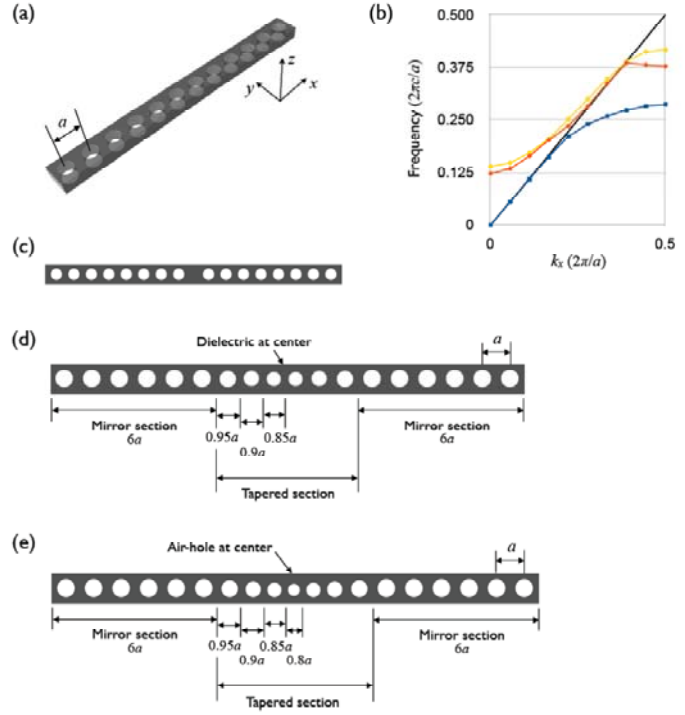 (a)
z
y
x
a
(b)
0.500
0.375
0.250
0.125
0
Frequency (2πc/a)
0
0.5
kx (2π/a)
(c)
(d)
Dielectric at center
a
Mirror section
6a
0.95a
0.9a
0.85a
Mirror section
6a
Tapered section
(e)
Air-hole at center
a
Mirror section
6a
0.95a
0.9a
0.85a
0.8a
Mirror section
6a
Tapered section